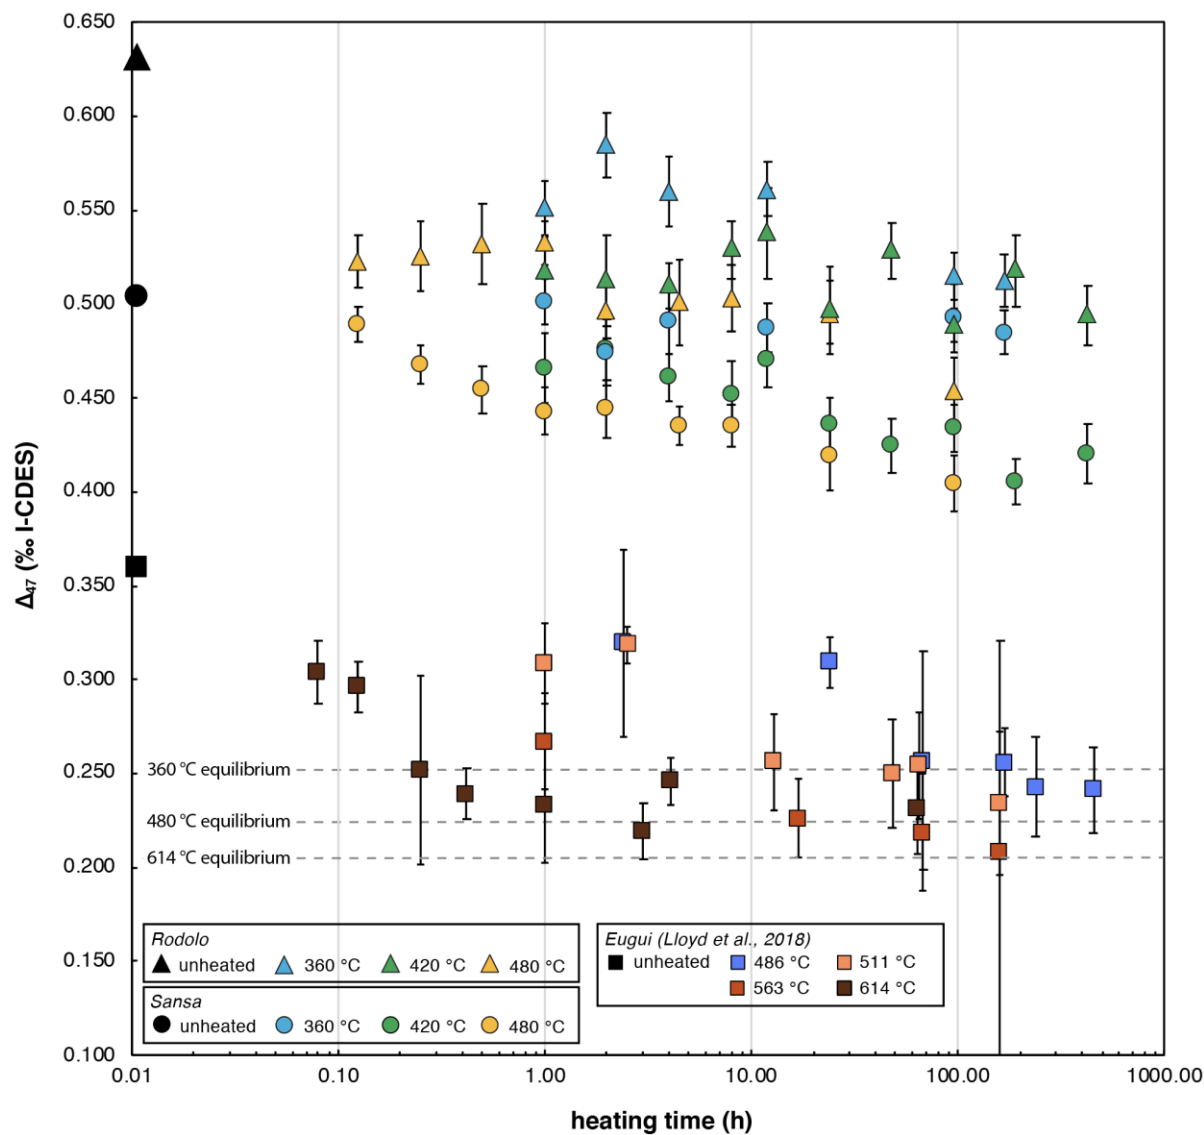 0.650
0.600
0.550
0.500
0.450
0.400
0.350
0.300
0.250
0.200
0.150
0.100
Δ47 (‰ I-CDES)
360 °C equilibrium
480 °C equilibrium
614 °C equilibrium
Rodolo
unheated 360 °C 420 °C 480 °C
Sansa
unheated 360 °C 420 °C 480 °C
Eugui (Lloyd et al., 2018)
unheated 486 °C 511 °C
563 °C 614 °C
0.01 0.10 1.00 10.00 100.00 1000.00
heating time (h)